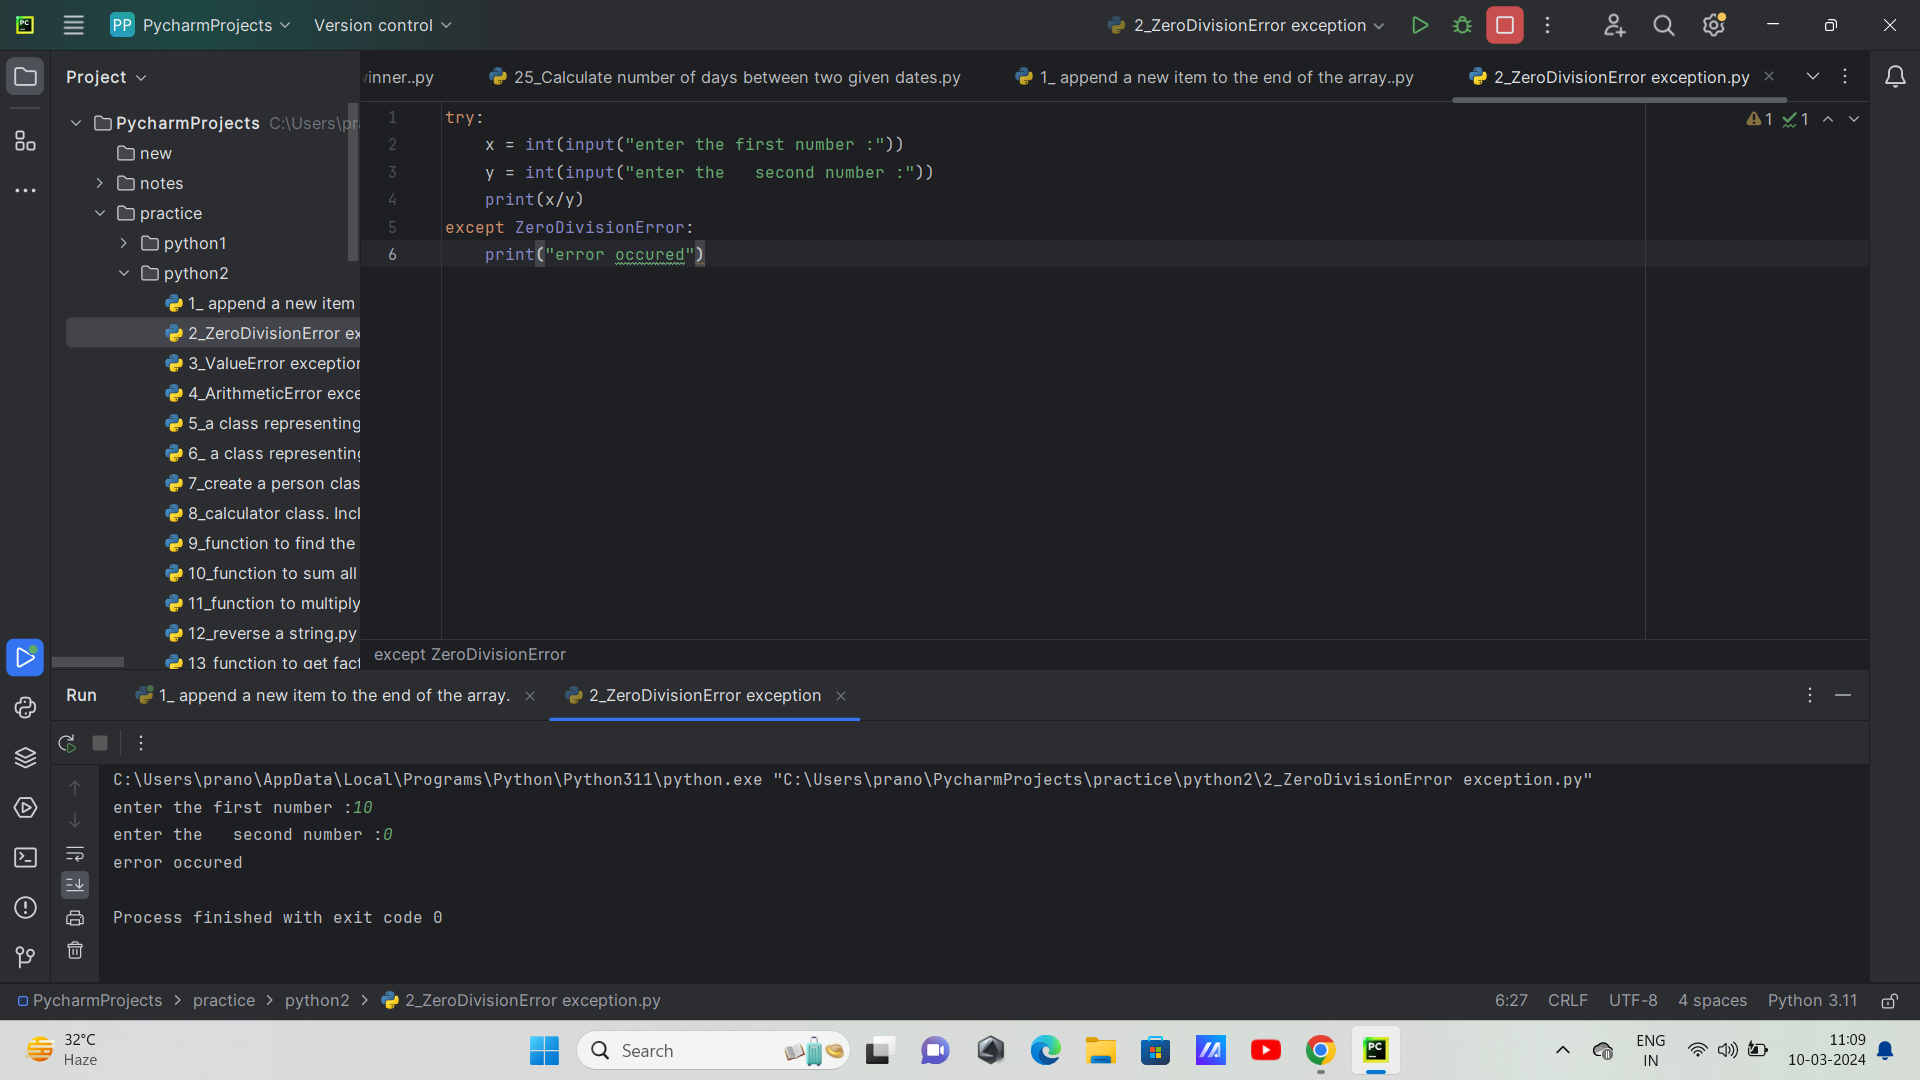 PC
PP PycharmProjects Version control 2_ZeroDivisionError exception
Project
inner..py 25_Calculate number of days between two given dates.py 1_ append a new item to the end of the array..py 2_ZeroDivisionError exception.py
PycharmProjects C:\Users\pr
new
notes
practice
python1
python2
1_ append a new item
2_ZeroDivisionError ex
3_ValueError exception
4_ArithmeticError exce
5_a class representing
6_ a class representing
7_create a person clas
8_calculator class. Incl
9_function to find the
10_function to sum all
11_function to multiply
12_reverse a string.py
13_function to get fact
1 try:
2 x = int(input("enter the first number :"))
3 y = int(input("enter the   second number :"))
4 print(x/y)
5 except ZeroDivisionError:
6 print("error occured")
1 1
except ZeroDivisionError
Run 1_ append a new item to the end of the array. 2_ZeroDivisionError exception
C:\Users\prano\AppData\Local\Programs\Python\Python311\python.exe "C:\Users\prano\PycharmProjects\practice\python2\2_ZeroDivisionError exception.py"
enter the first number :10
enter the   second number :0
error occured
Process finished with exit code 0
PycharmProjects > practice > python2 > 2_ZeroDivisionError exception.py 6:27 CRLF UTF-8 4 spaces Python 3.11
32°C
Haze
Search
PC
ENG
IN
11:09
10-03-2024